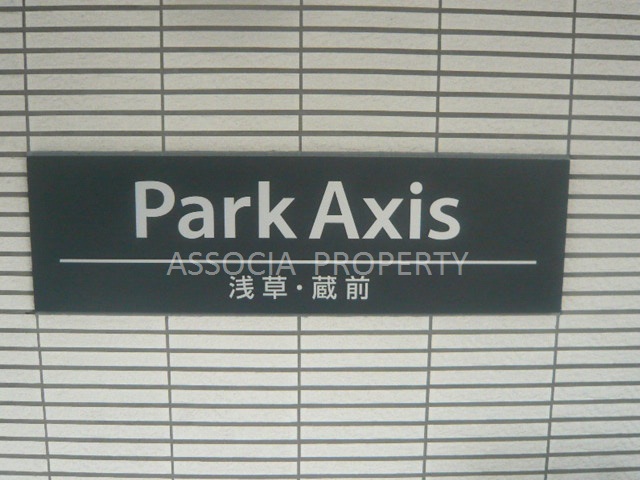 Park Axis
ASSOCIA PROPERTY
浅草・蔵前